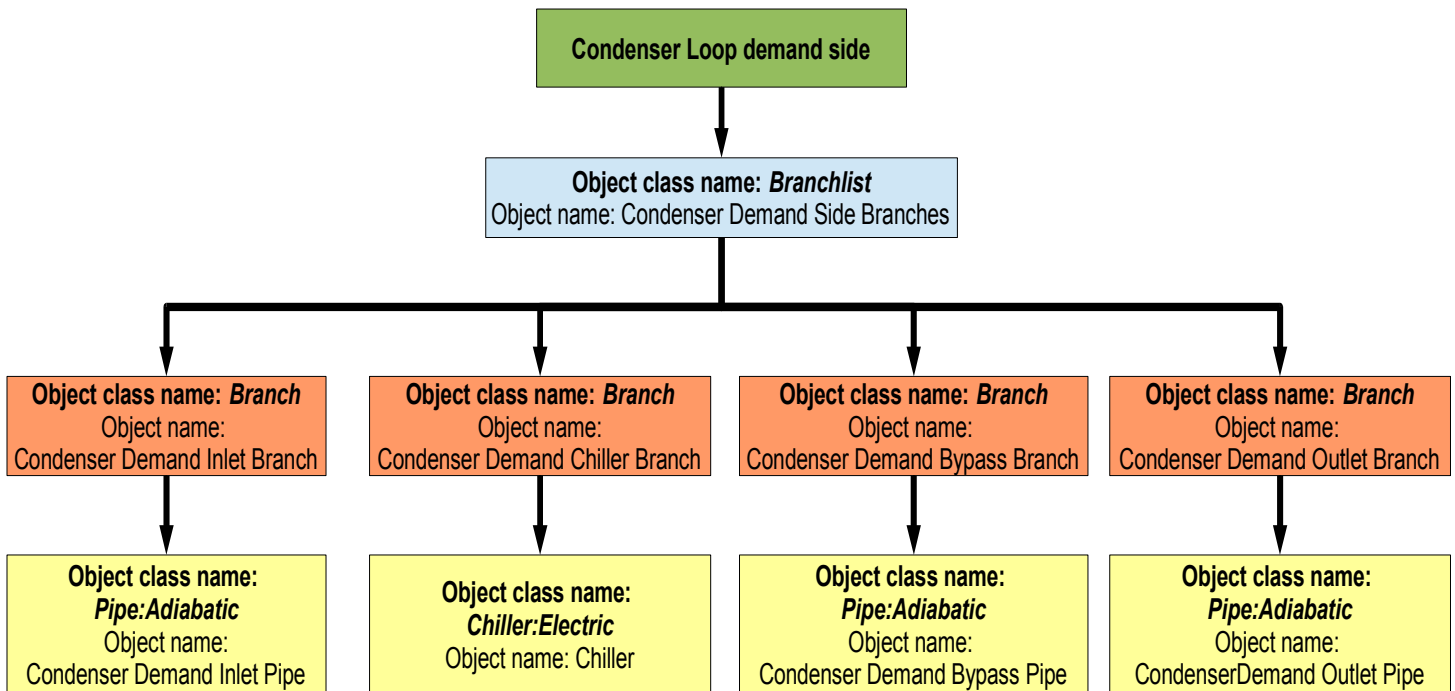 Condenser Loop demand side
Object class name: Branchlist
Object name: Condenser Demand Side Branches
Object class name: Branch
Object name:
Condenser Demand Inlet Branch
Object class name: Branch
Object name:
Condenser Demand Chiller Branch
Object class name: Branch
Object name:
Condenser Demand Bypass Branch
Object class name: Branch
Object name:
Condenser Demand Outlet Branch
Object class name:
Pipe:Adiabatic
Object name:
Condenser Demand Inlet Pipe
Object class name:
Chiller:Electric
Object name: Chiller
Object class name:
Pipe:Adiabatic
Object name:
Condenser Demand Bypass Pipe
Object class name:
Pipe:Adiabatic
Object name:
CondenserDemand Outlet Pipe